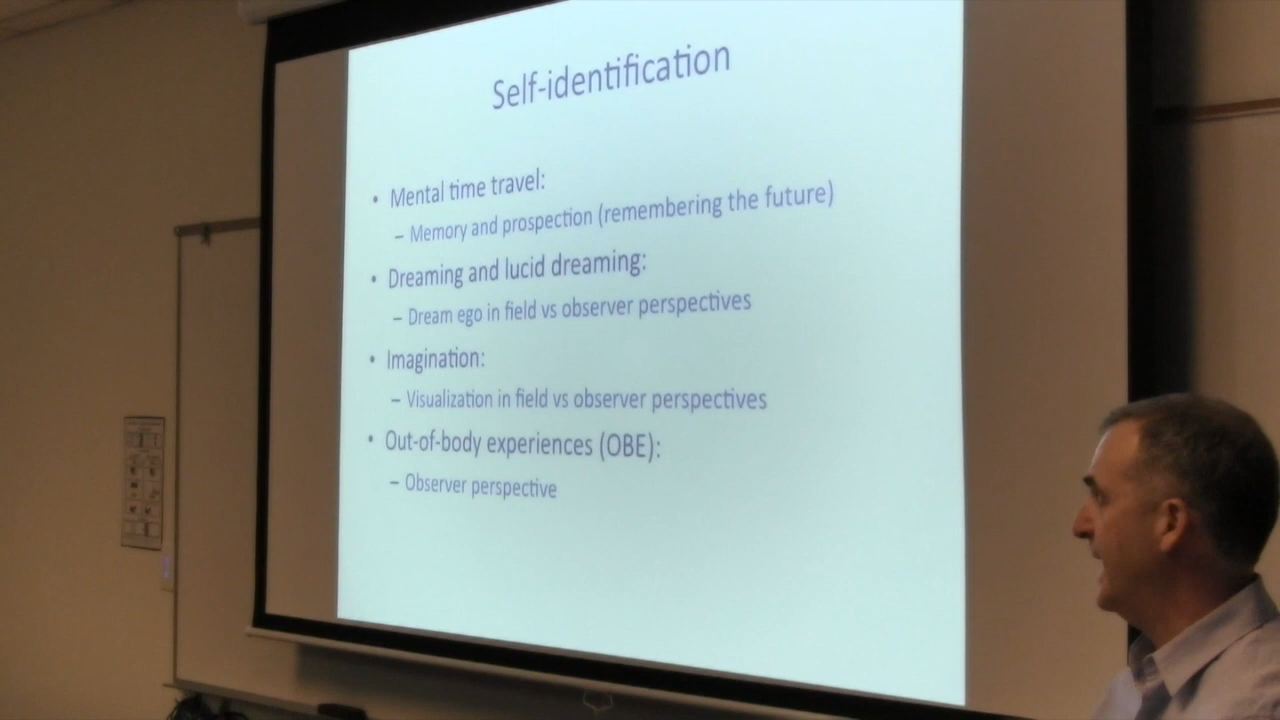 Self-identification
• Mental time travel:
– Memory and prospection (remembering the future)
• Dreaming and lucid dreaming:
– Dream ego in field vs observer perspectives
• Imagination:
– Visualization in field vs observer perspectives
• Out-of-body experiences (OBE):
– Observer perspective